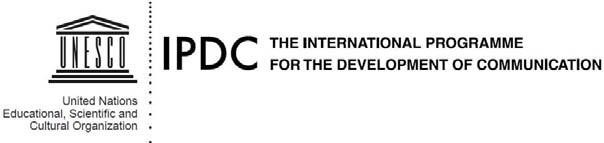 UNESCO
United Nations
Educational, Scientific and
Cultural Organization
IPDC
THE INTERNATIONAL PROGRAMME
FOR THE DEVELOPMENT OF COMMUNICATION